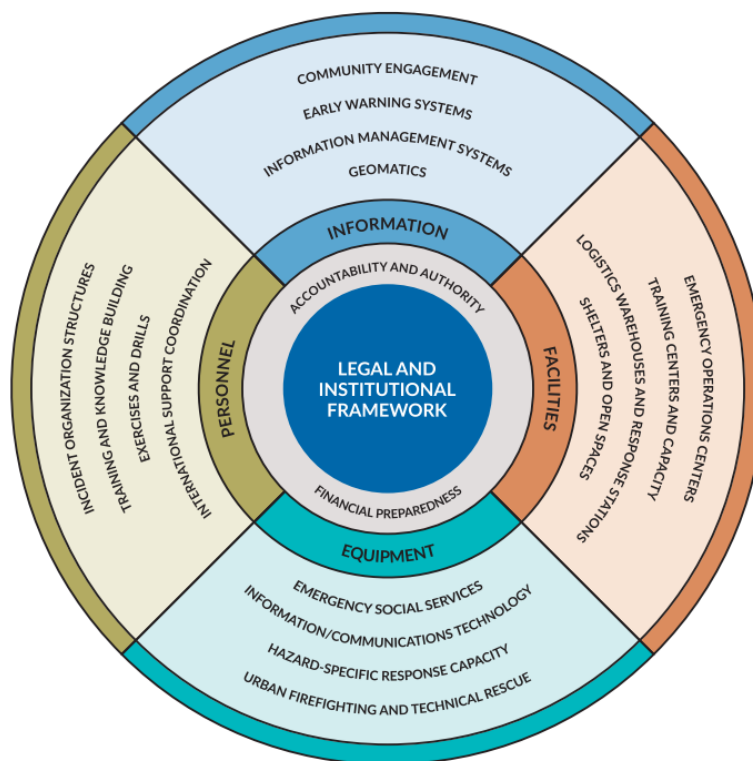 COMMUNITY ENGAGEMENT
EARLY WARNING SYSTEMS
INFORMATION MANAGEMENT SYSTEMS
GEOMATICS
INFORMATION
ACCOUNTABILITY AND AUTHORITY
LEGAL AND
INSTITUTIONAL
FRAMEWORK
FINANCIAL PREPAREDNESS
FACILITIES
EMERGENCY OPERATIONS CENTERS
TRAINING CENTERS AND CAPACITY
LOGISTICS WAREHOUSES AND RESPONSE STATIONS
SHELTERS AND OPEN SPACES
EQUIPMENT
EMERGENCY SOCIAL SERVICES
INFORMATION/COMMUNICATIONS TECHNOLOGY
HAZARD-SPECIFIC RESPONSE CAPACITY
URBAN FIREFIGHTING AND TECHNICAL RESCUE
PERSONNEL
INCIDENT ORGANIZATION STRUCTURES
TRAINING AND KNOWLEDGE BUILDING
EXERCISES AND DRILLS
INTERNATIONAL SUPPORT COORDINATION